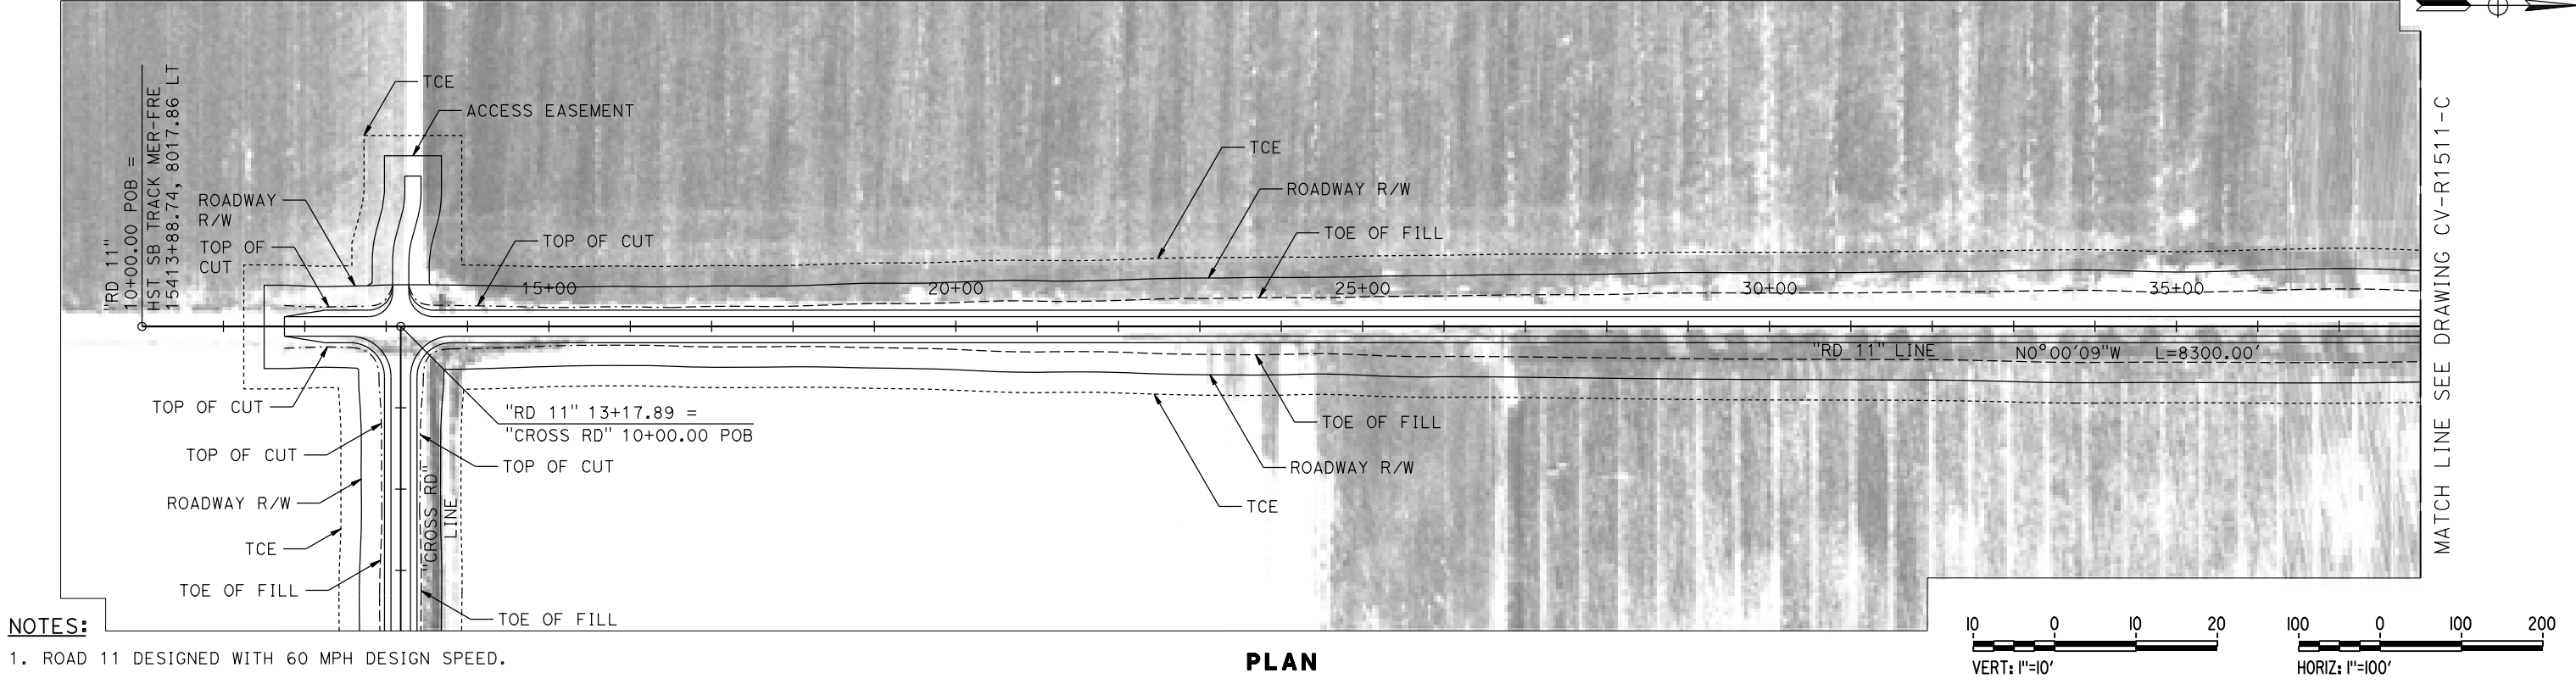 "RD 11"
10+00.00 POB =
HST SB TRACK MER-FRE
15413+88.74, 8017.86 LT
TCE
ACCESS EASEMENT
ROADWAY
R/W
TOP OF
CUT
TOP OF CUT
TCE
ROADWAY R/W
TOE OF FILL
15+00
20+00
25+00
30+00
35+00
"RD 11" LINE
N0°00'09"W
L=8300.00'
MATCH LINE SEE DRAWING CV-R1511-C
TOP OF CUT
"RD 11" 13+17.89 =
"CROSS RD" 10+00.00 POB
TOP OF CUT
TOP OF CUT
ROADWAY R/W
TCE
TOE OF FILL
"CROSS RD"
LINE
TOE OF FILL
TOE OF FILL
ROADWAY R/W
TCE
NOTES:
1. ROAD 11 DESIGNED WITH 60 MPH DESIGN SPEED.
PLAN
10 0 10 20
VERT: 1"=10'
100 0 100 200
HORIZ: 1"=100'